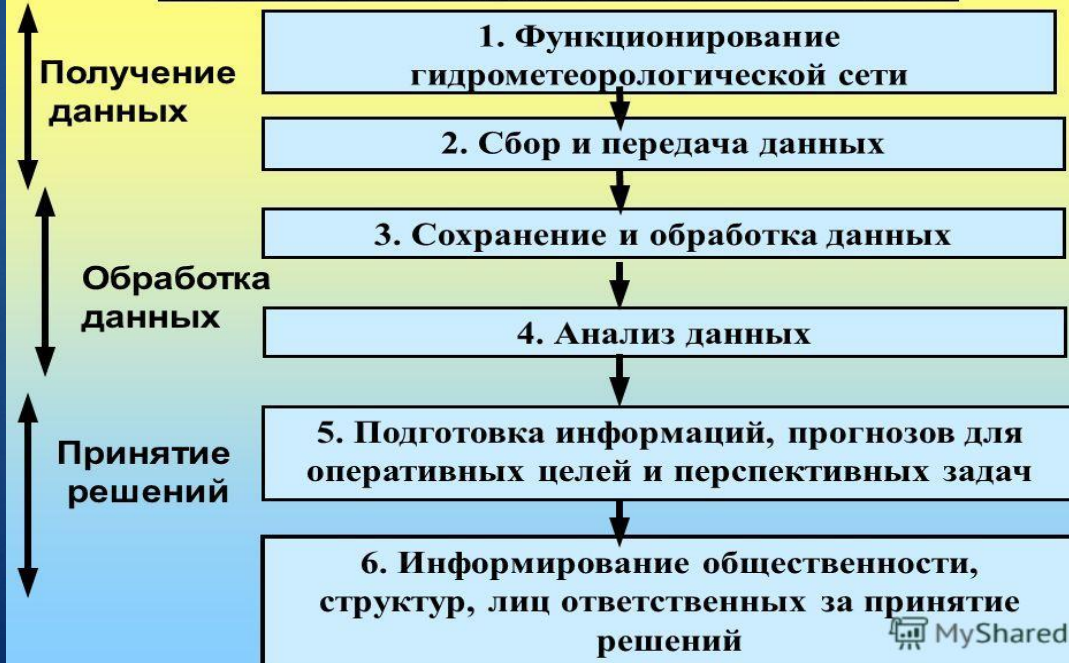 Получение
данных
1. Функционирование
гидрометеорологической сети
2. Сбор и передача данных
Обработка
данных
3. Сохранение и обработка данных
4. Анализ данных
Принятие
решений
5. Подготовка информаций, прогнозов для
оперативных целей и перспективных задач
6. Информирование общественности,
структур, лиц ответственных за принятие
решений
MyShared